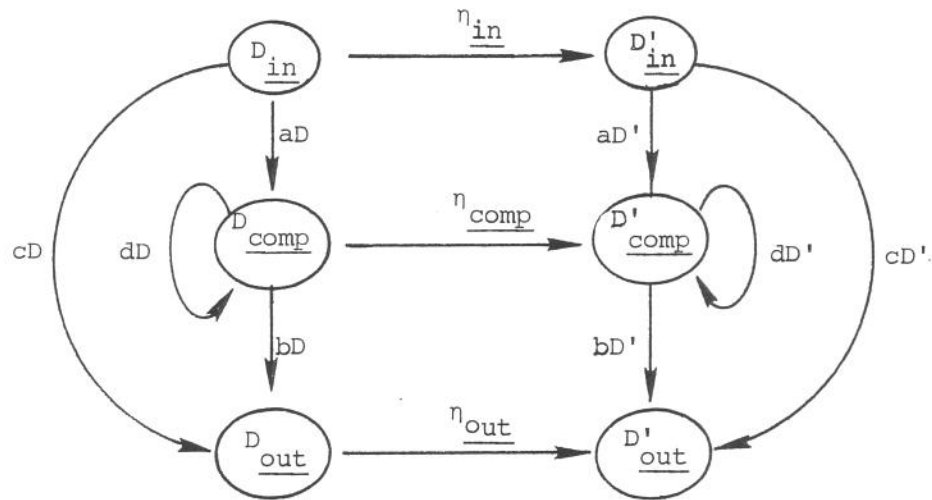 η_in
D_in D'_in
aD aD'
η_comp
D_comp D'_comp
cD dD dD' cD'
bD bD'
η_out
D_out D'_out